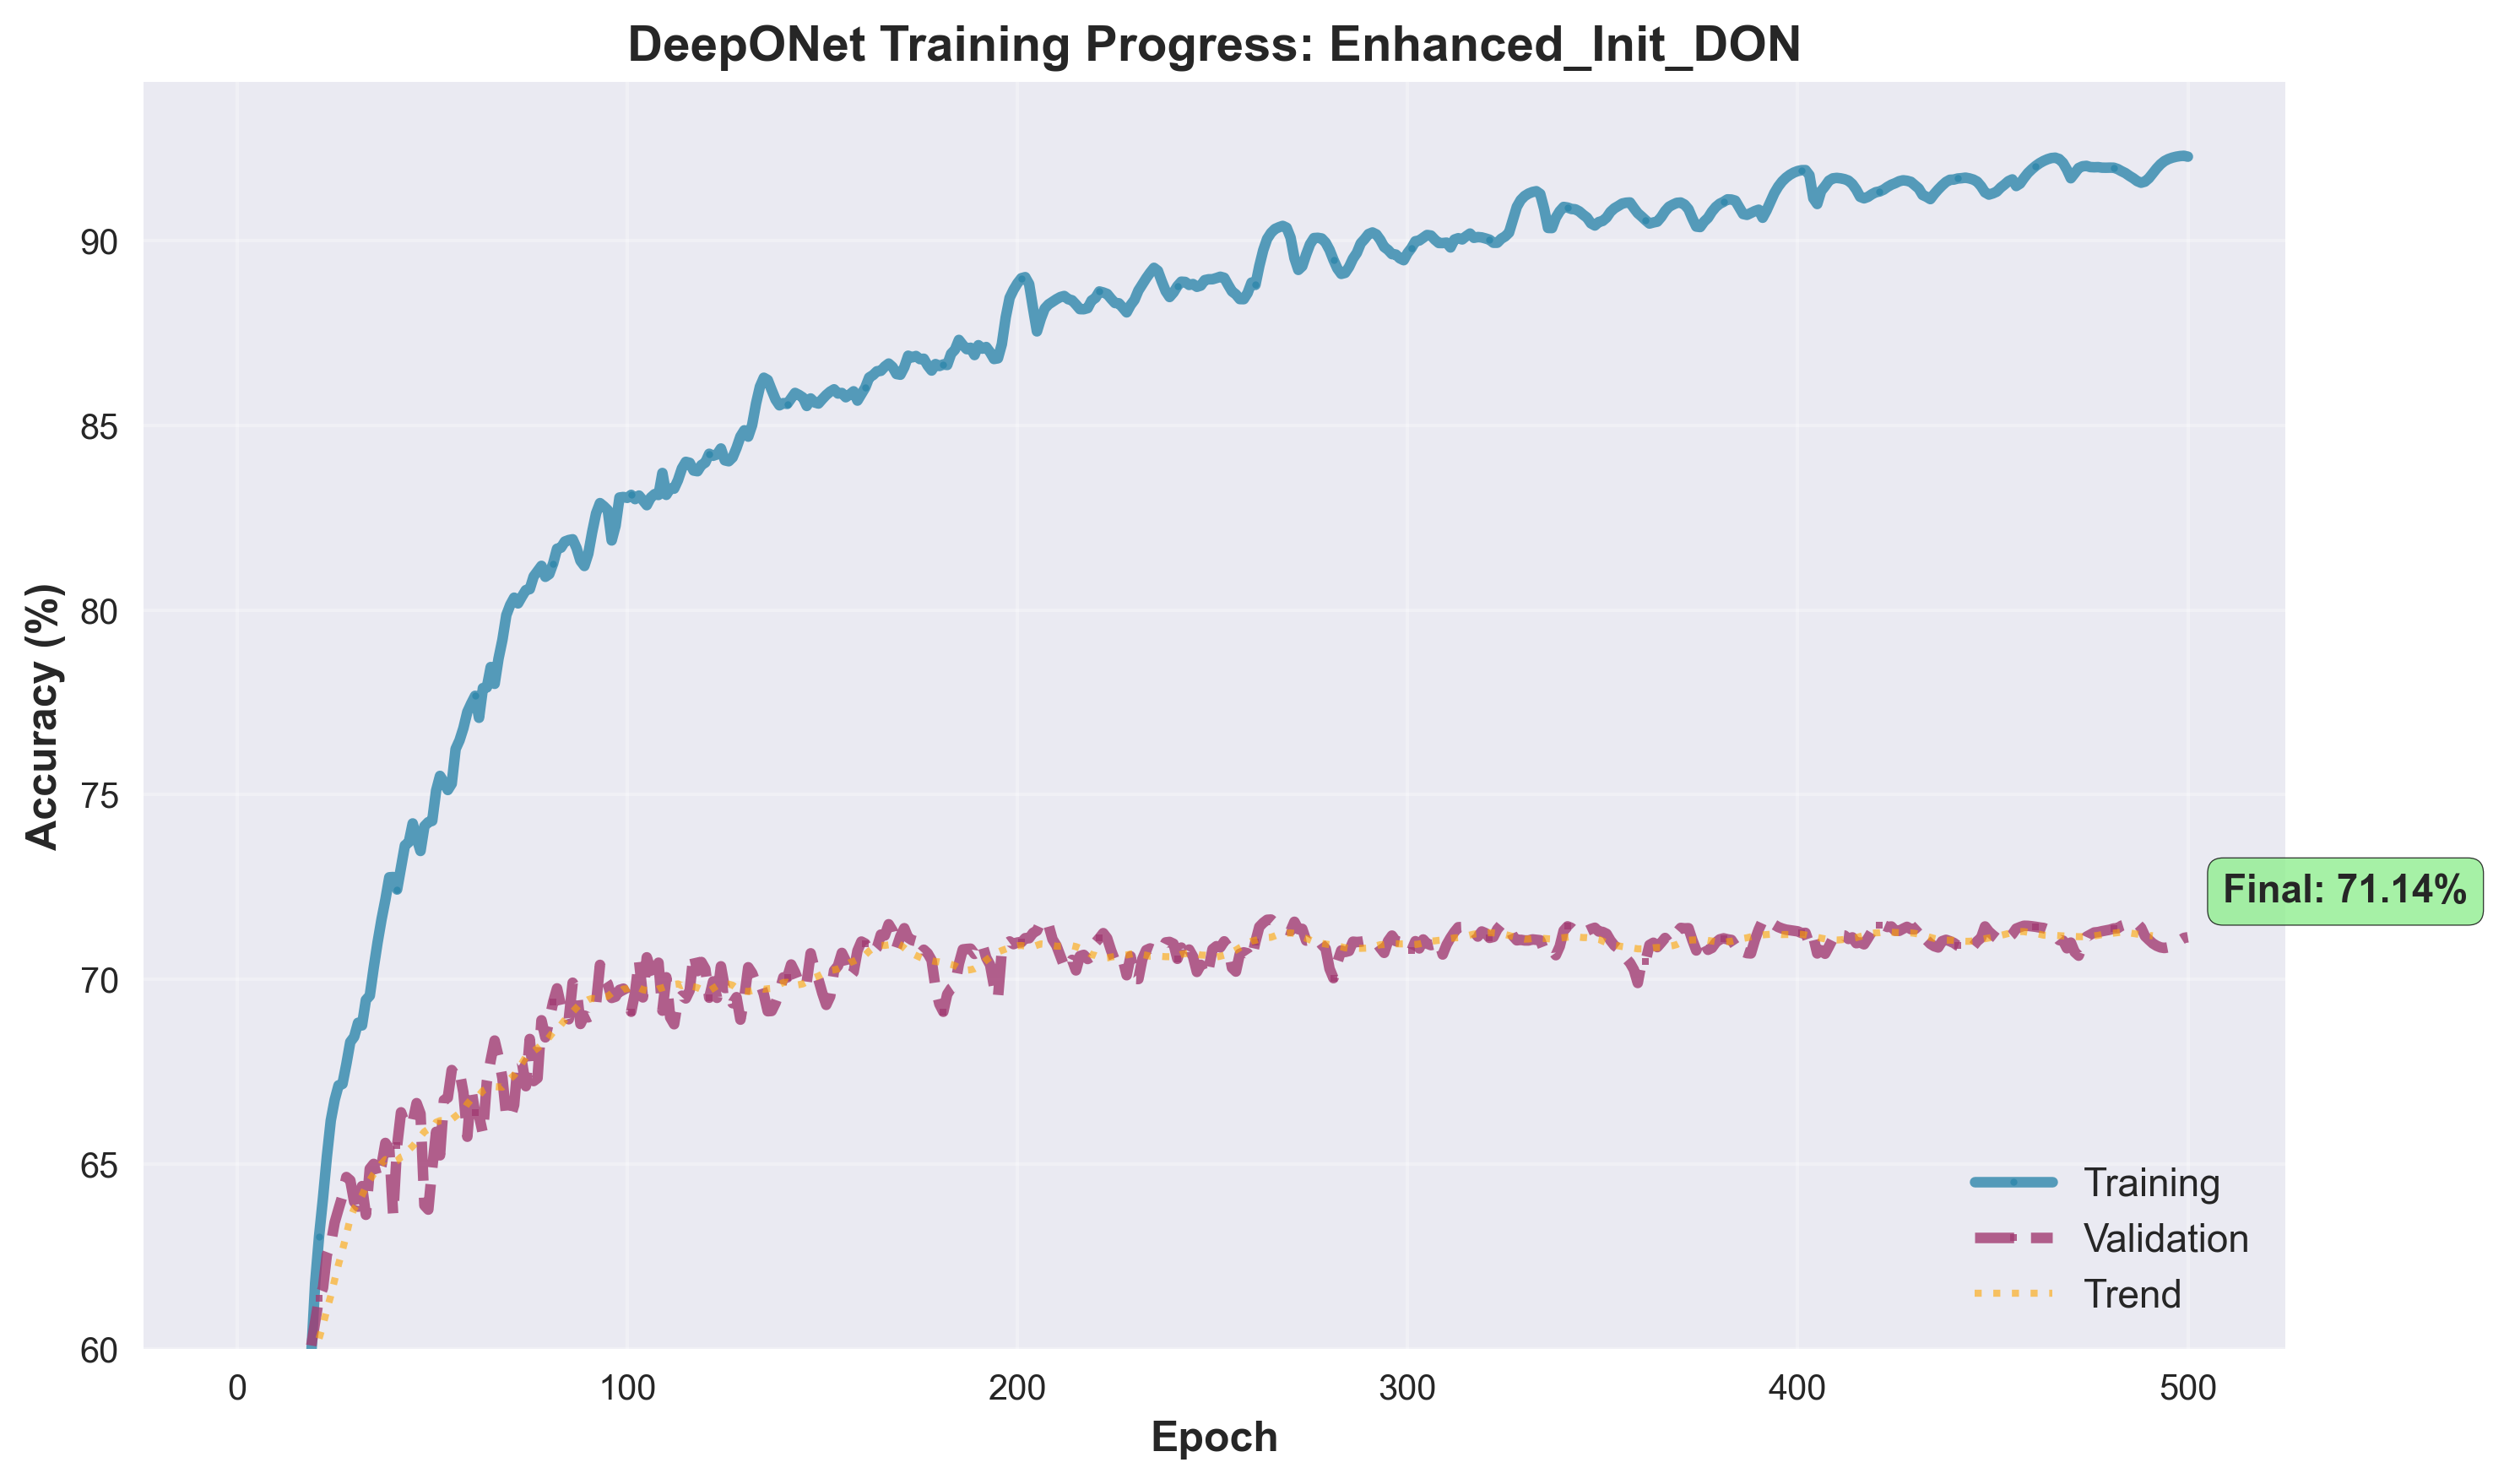 DeepONet Training Progress: Enhanced_Init_DON
Accuracy (%)
90
85
80
75
70
65
60
Final: 71.14%
Training
Validation
Trend
0 100 200 300 400 500
Epoch